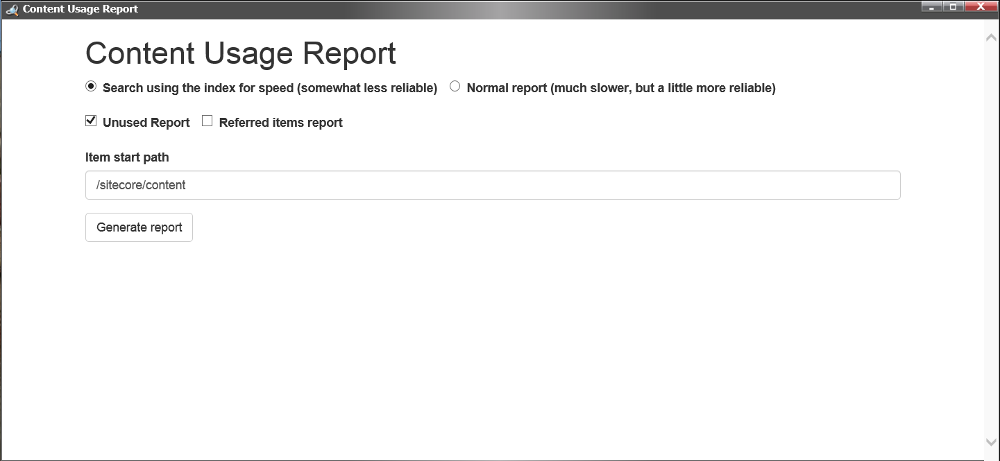 Content Usage Report
Content Usage Report
Search using the index for speed (somewhat less reliable) Normal report (much slower, but a little more reliable)
Unused Report Referred items report
Item start path
/sitecore/content
Generate report